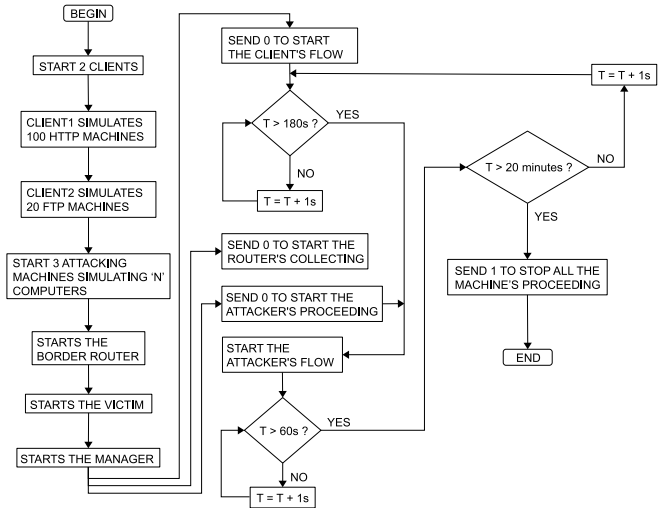 BEGIN
START 2 CLIENTS
CLIENT1 SIMULATES
100 HTTP MACHINES
CLIENT2 SIMULATES
20 FTP MACHINES
START 3 ATTACKING
MACHINES SIMULATING ‘N’
COMPUTERS
STARTS THE
BORDER ROUTER
STARTS THE VICTIM
STARTS THE MANAGER
SEND 0 TO START
THE CLIENT'S FLOW
T > 180s ?
YES
NO
T = T + 1s
SEND 0 TO START THE
ROUTER'S COLLECTING
SEND 0 TO START THE
ATTACKER'S PROCEEDING
START THE
ATTACKER'S FLOW
T > 60s ?
YES
NO
T = T + 1s
T = T + 1s
T > 20 minutes ?
NO
YES
SEND 1 TO STOP ALL THE
MACHINE'S PROCEEDING
END